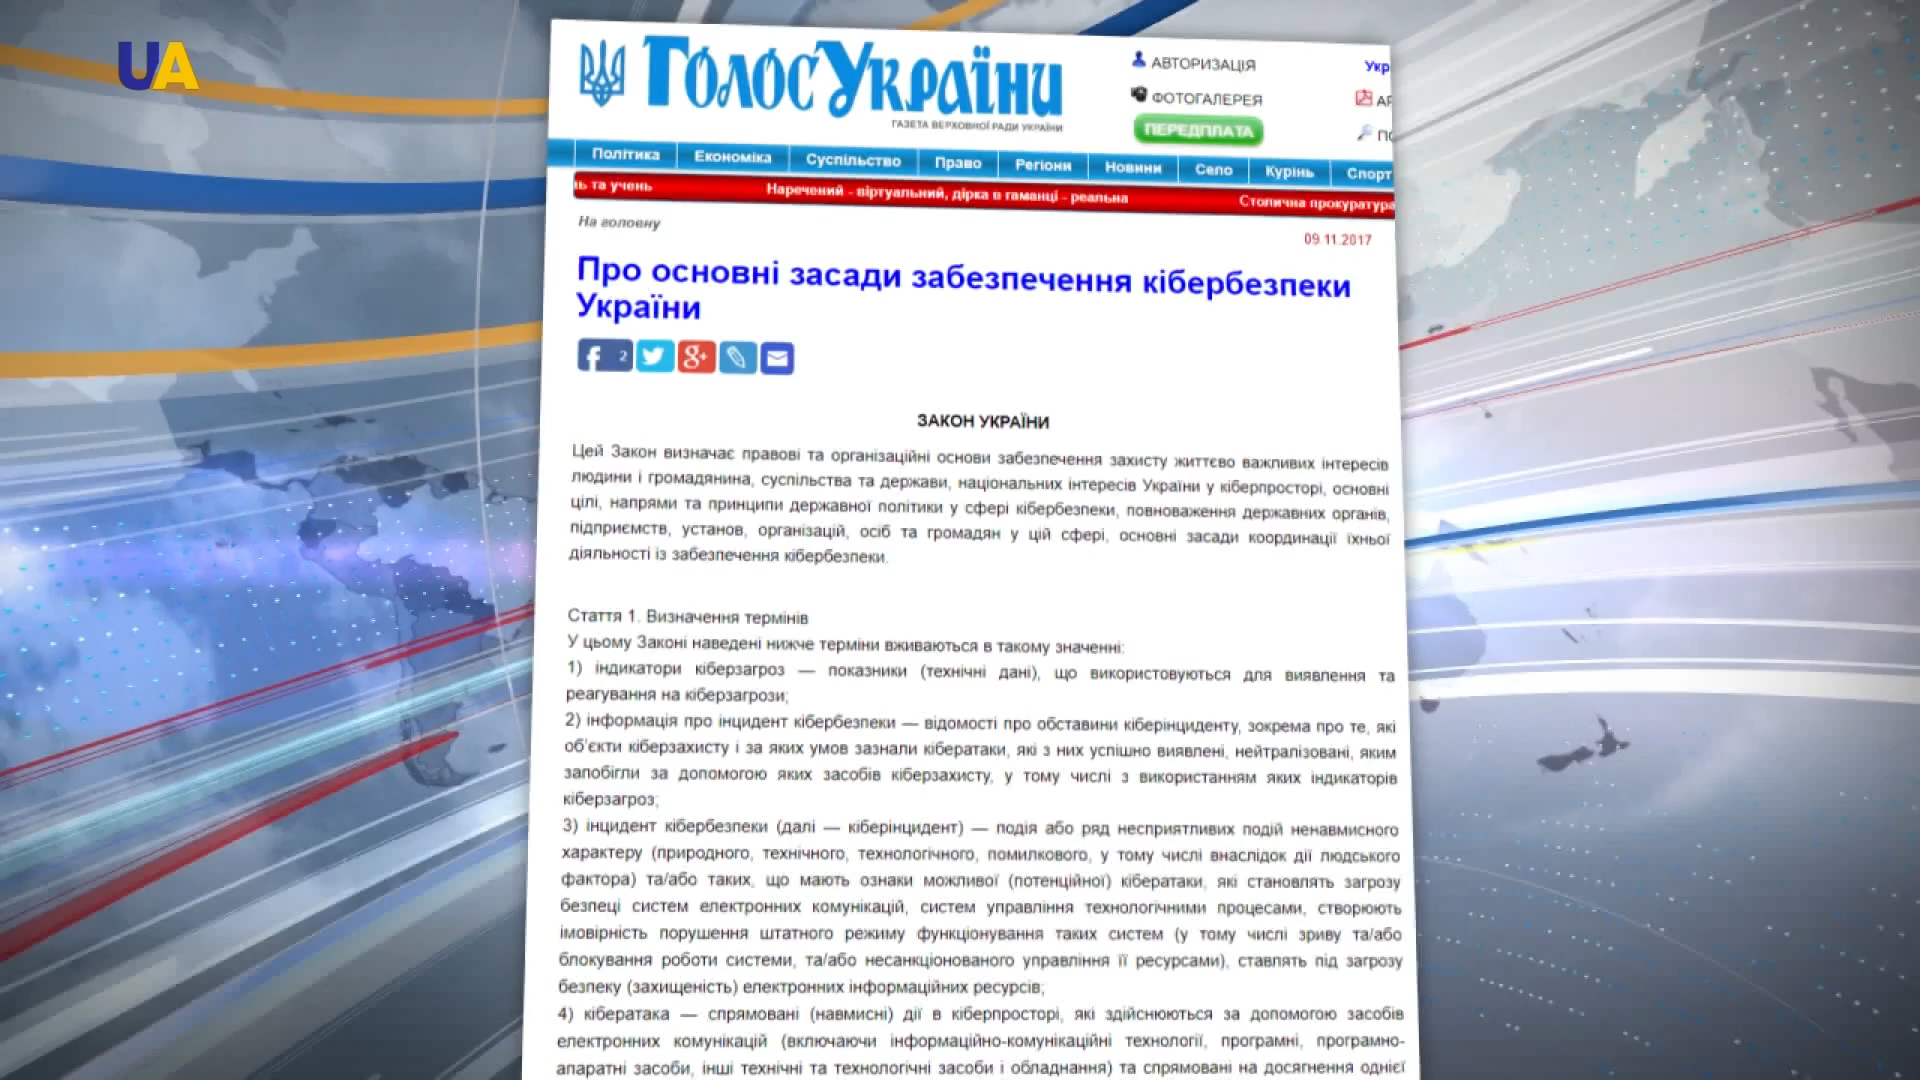 UA
ГОЛОС УКРАЇНИ
ГАЗЕТА ВЕРХОВНОЇ РАДИ УКРАЇНИ
АВТОРИЗАЦІЯ
Укр
ФОТОГАЛЕРЕЯ
ПЕРЕДПЛАТА
Політика Економіка Суспільство Право Регіони Новини Село Курінь Спорт
та учень Наречений - віртуальний, дірка в гаманці - реальна Столична прокуратура
На головну
09.11.2017
Про основні засади забезпечення кібербезпеки
України
2
ЗАКОН УКРАЇНИ
Цей Закон визначає правові та організаційні основи забезпечення захисту життєво важливих інтересів
людини і громадянина, суспільства та держави, національних інтересів України у кіберпросторі, основні
цілі, напрями та принципи державної політики у сфері кібербезпеки, повноваження державних органів,
підприємств, установ, організацій, осіб та громадян у цій сфері, основні засади координації їхньої
діяльності із забезпечення кібербезпеки.
Стаття 1. Визначення термінів
У цьому Законі наведені нижче терміни вживаються в такому значенні:
1) індикатори кіберзагроз — показники (технічні дані), що використовуються для виявлення та
реагування на кіберзагрози;
2) інформація про інцидент кібербезпеки — відомості про обставини кіберінциденту, зокрема про те, які
об'єкти кіберзахисту і за яких умов зазнали кібератаки, які з них успішно виявлені, нейтралізовані, яким
запобігли за допомогою яких засобів кіберзахисту, у тому числі з використанням яких індикаторів
кіберзагроз;
3) інцидент кібербезпеки (далі — кіберінцидент) — подія або ряд несприятливих подій ненавмисного
характеру (природного, технічного, технологічного, помилкового, у тому числі внаслідок дії людського
фактора) та/або таких, що мають ознаки можливої (потенційної) кібератаки, які становлять загрозу
безпеці систем електронних комунікацій, систем управління технологічними процесами, створюють
імовірність порушення штатного режиму функціонування таких систем (у тому числі зриву та/або
блокування роботи системи, та/або несанкціонованого управління її ресурсами), ставлять під загрозу
безпеку (захищеність) електронних інформаційних ресурсів;
4) кібератака — спрямовані (навмисні) дії в кіберпросторі, які здійснюються за допомогою засобів
електронних комунікацій (включаючи інформаційно-комунікаційні технології, програмні, програмно-
апаратні засоби, інші технічні та технологічні засоби і обладнання) та спрямовані на досягнення однієї